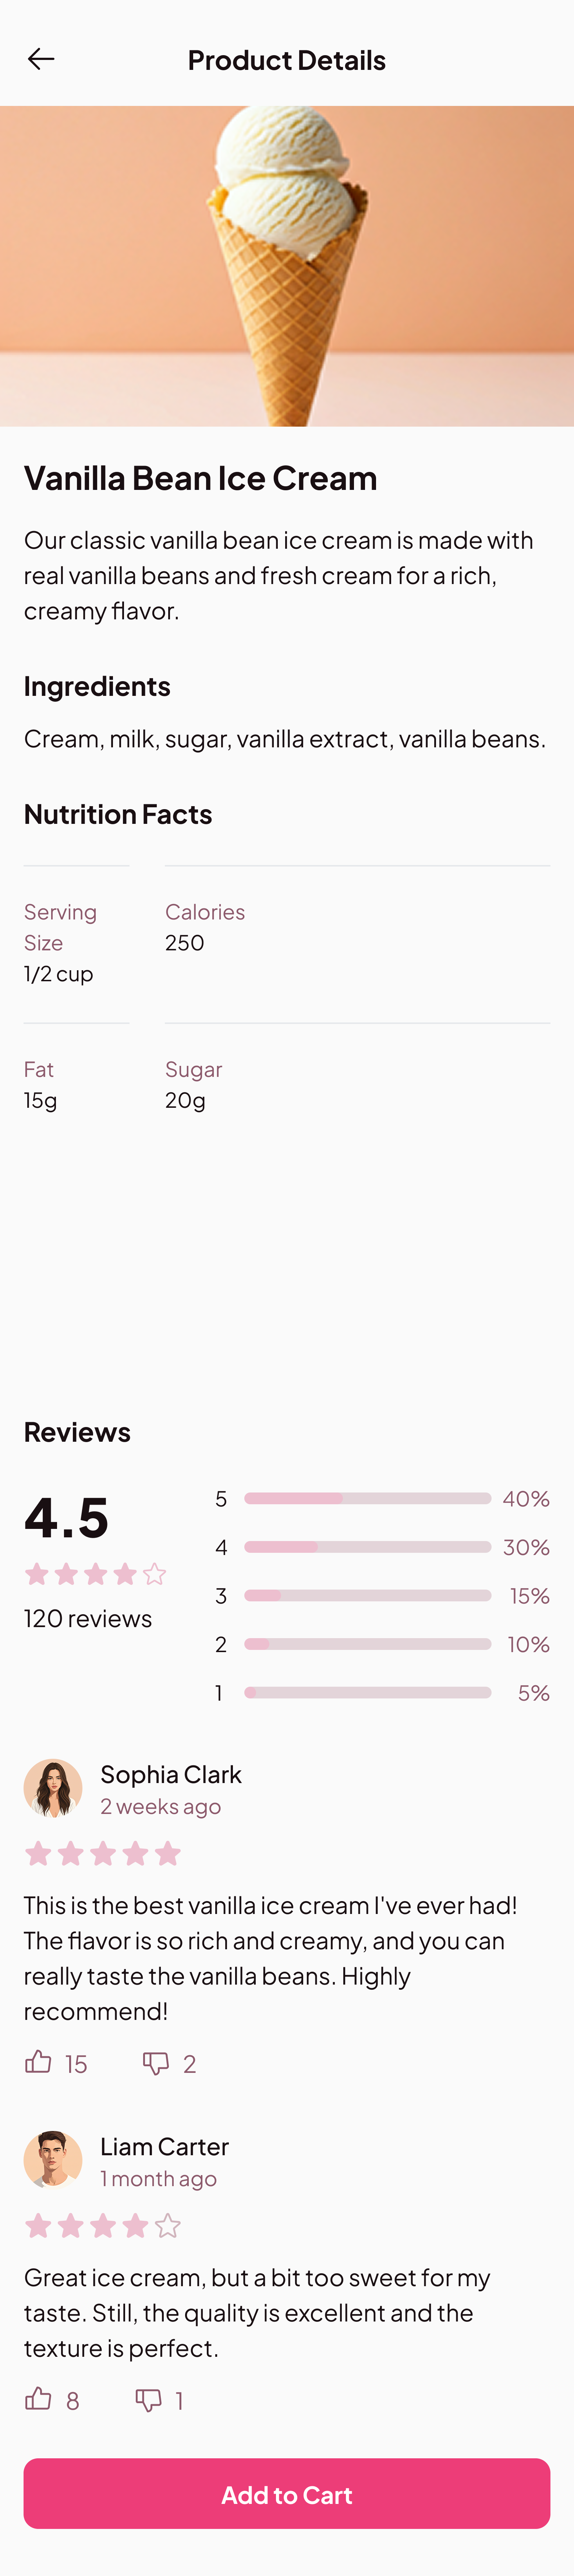 Product Details
Vanilla Bean Ice Cream
Our classic vanilla bean ice cream is made with
real vanilla beans and fresh cream for a rich,
creamy flavor.
Ingredients
Cream, milk, sugar, vanilla extract, vanilla beans.
Nutrition Facts
Serving
Size
1/2 cup
Calories
250
Fat
15g
Sugar
20g
Reviews
4.5
120 reviews
5 40%
4 30%
3 15%
2 10%
1 5%
Sophia Clark
2 weeks ago
This is the best vanilla ice cream I've ever had!
The flavor is so rich and creamy, and you can
really taste the vanilla beans. Highly
recommend!
15 2
Liam Carter
1 month ago
Great ice cream, but a bit too sweet for my
taste. Still, the quality is excellent and the
texture is perfect.
8 1
Add to Cart